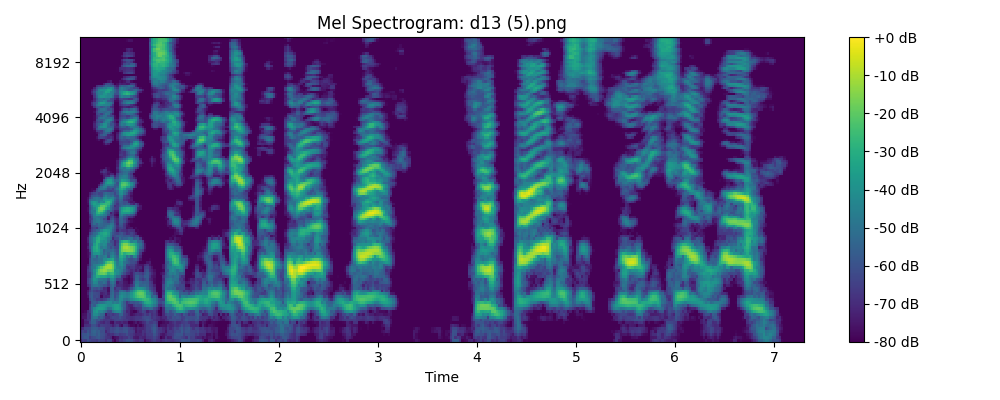 Mel Spectrogram: d13 (5).png
Hz
8192
4096
2048
1024
512
0
0 1 2 3 4 5 6 7
Time
+0 dB
-10 dB
-20 dB
-30 dB
-40 dB
-50 dB
-60 dB
-70 dB
-80 dB